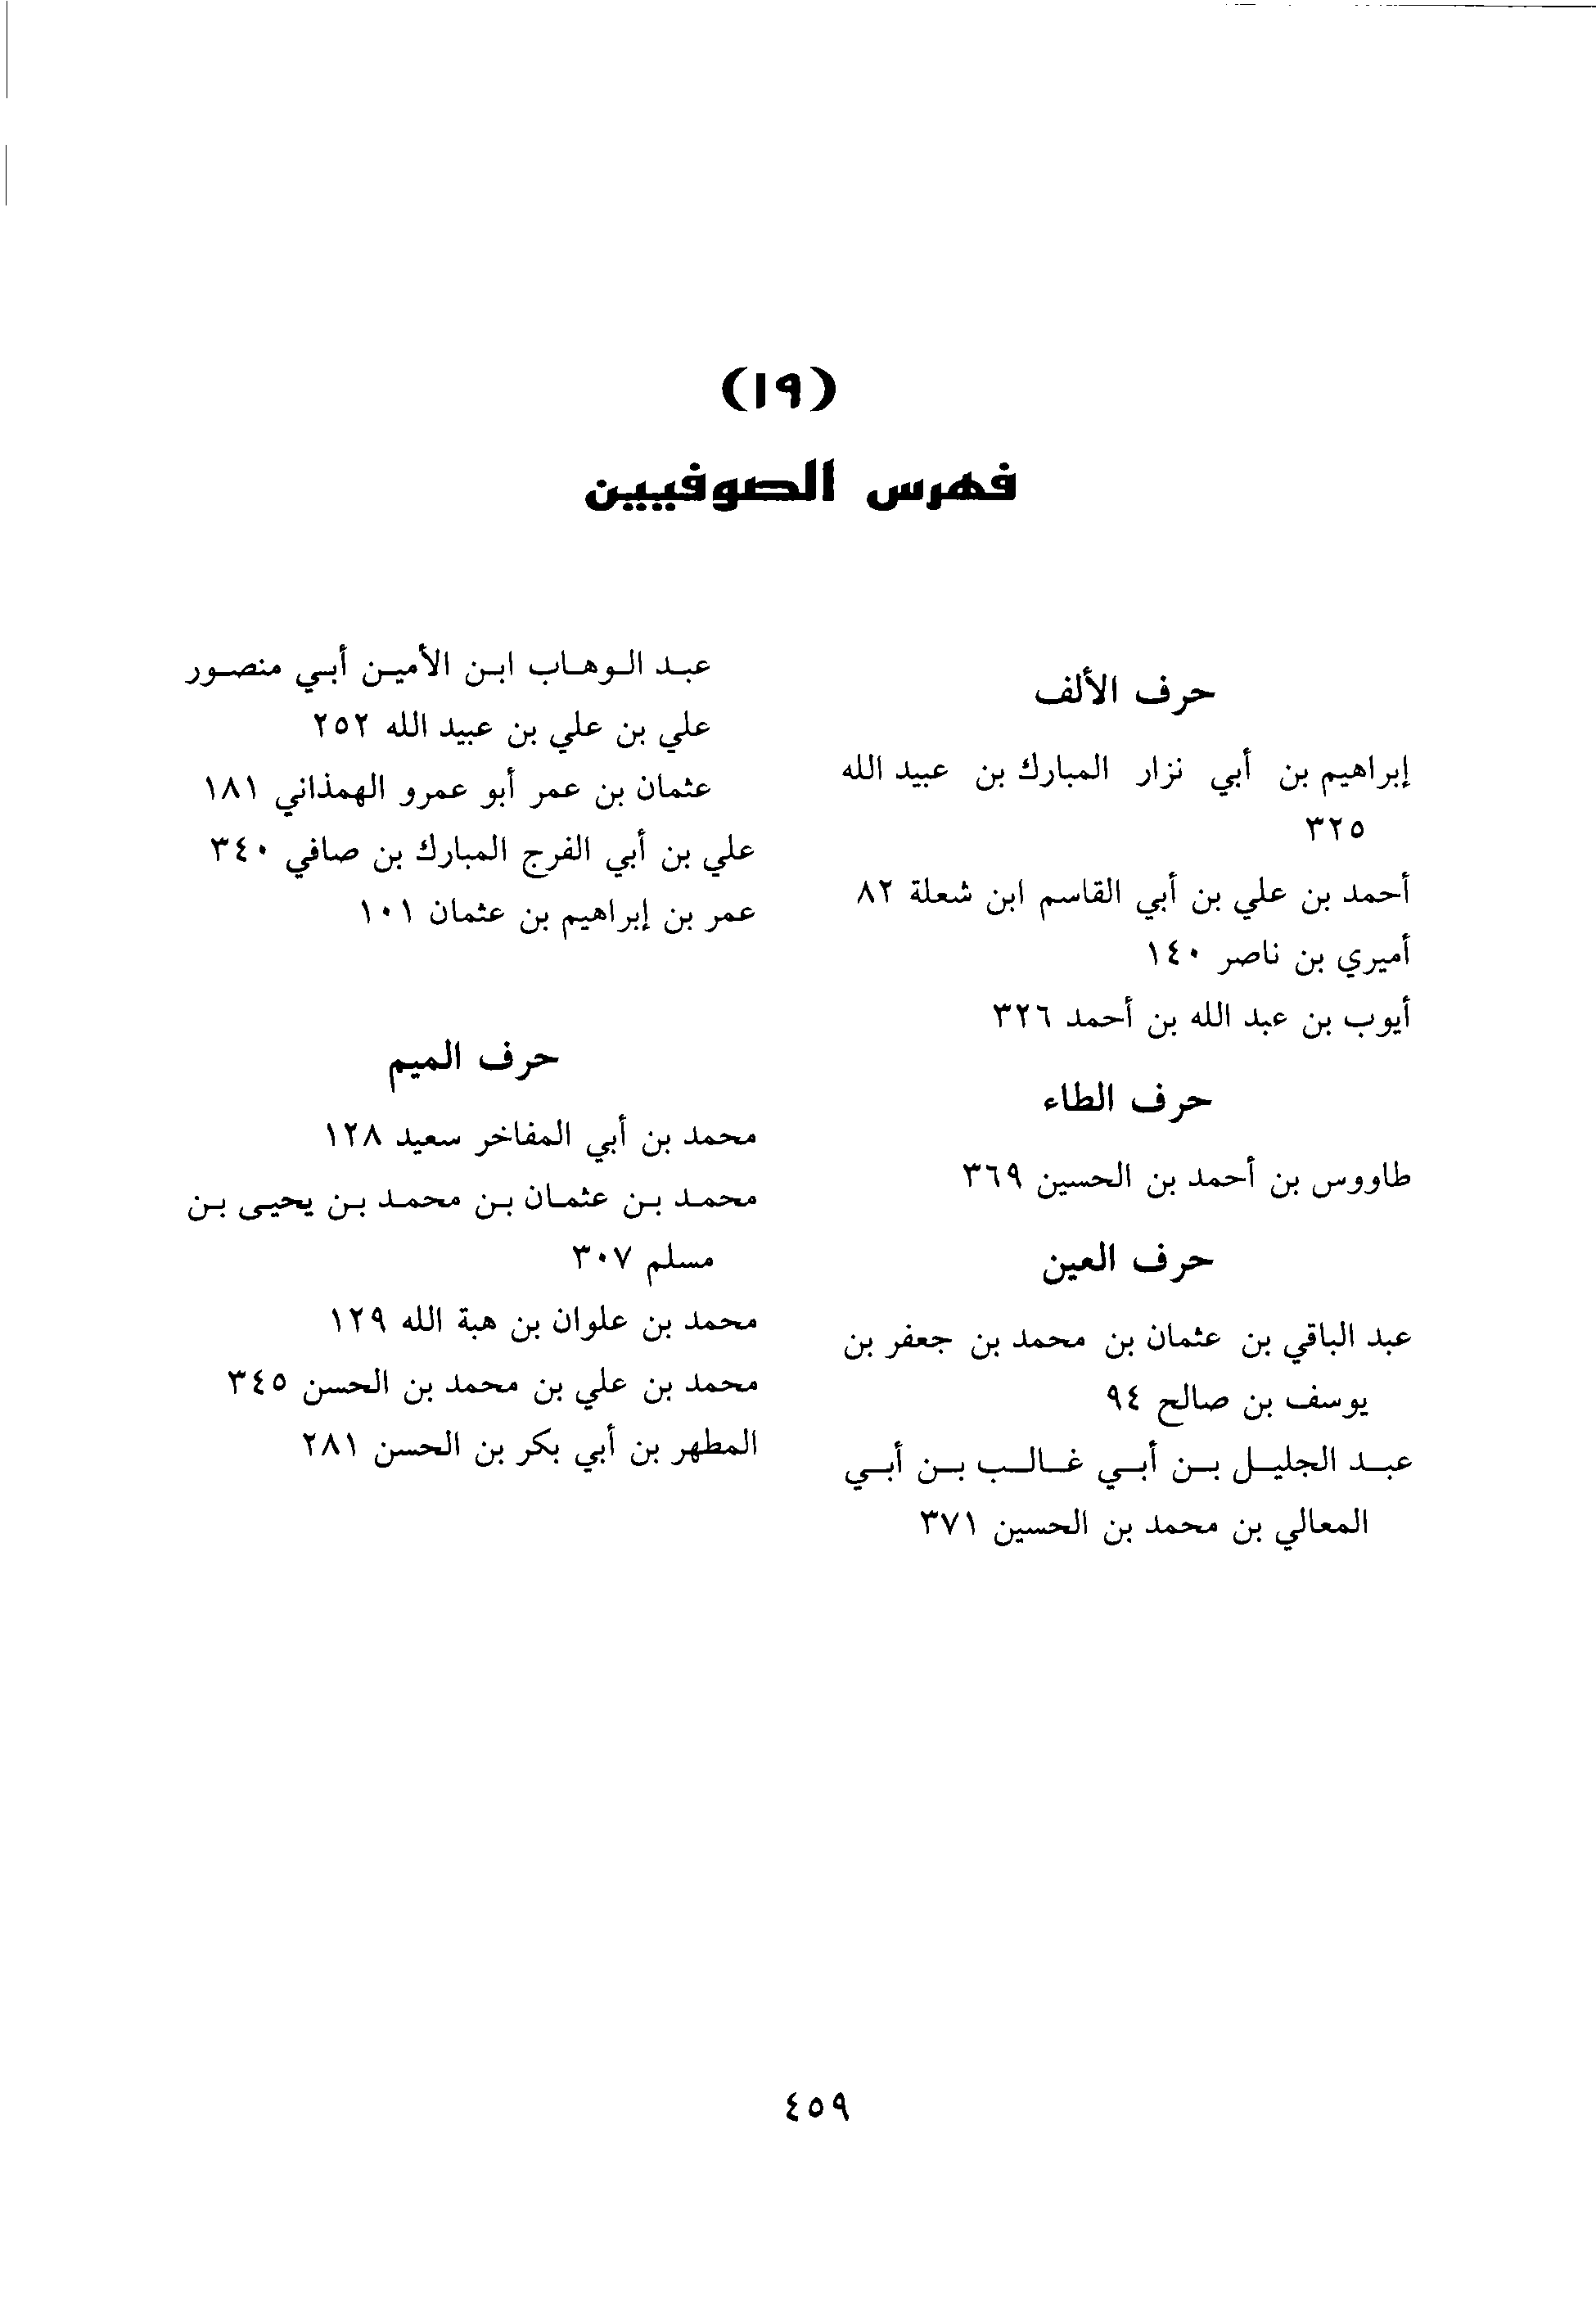 (١٩)
فهرس الصوفيين
حرف الألف
إبراهيم بن أبي نزار المبارك بن عبيد الله
٣٢٥
أحمد بن علي بن أبي القاسم ابن شعلة ٨٢
أميري بن ناصر ١٤٠
أيوب بن عبد الله بن أحمد ٣٢٦
حرف الطاء
طاووس بن أحمد بن الحسين ٣٦٩
حرف العين
عبد الباقي بن عثمان بن محمد بن جعفر بن
يوسف بن صالح ٩٤
عبد الجليل بن أبي غالب بن أبي
المعالي بن محمد بن الحسين ٣٧١
عبد الوهاب ابن الأمين أبي منصور
علي بن علي بن عبيد الله ٢٥٢
عثمان بن عمر أبو عمرو الهمذاني ١٨١
علي بن أبي الفرج المبارك بن صافي ٣٤٠
عمر بن إبراهيم بن عثمان ١٠١
حرف الميم
محمد بن أبي المفاخر سعيد ١٢٨
محمد بن عثمان بن محمد بن يحيى بن
مسلم ٣٠٧
محمد بن علوان بن هبة الله ١٢٩
محمد بن علي بن محمد بن الحسن ٣٤٥
المطهر بن أبي بكر بن الحسن ٢٨١
٤٥٩